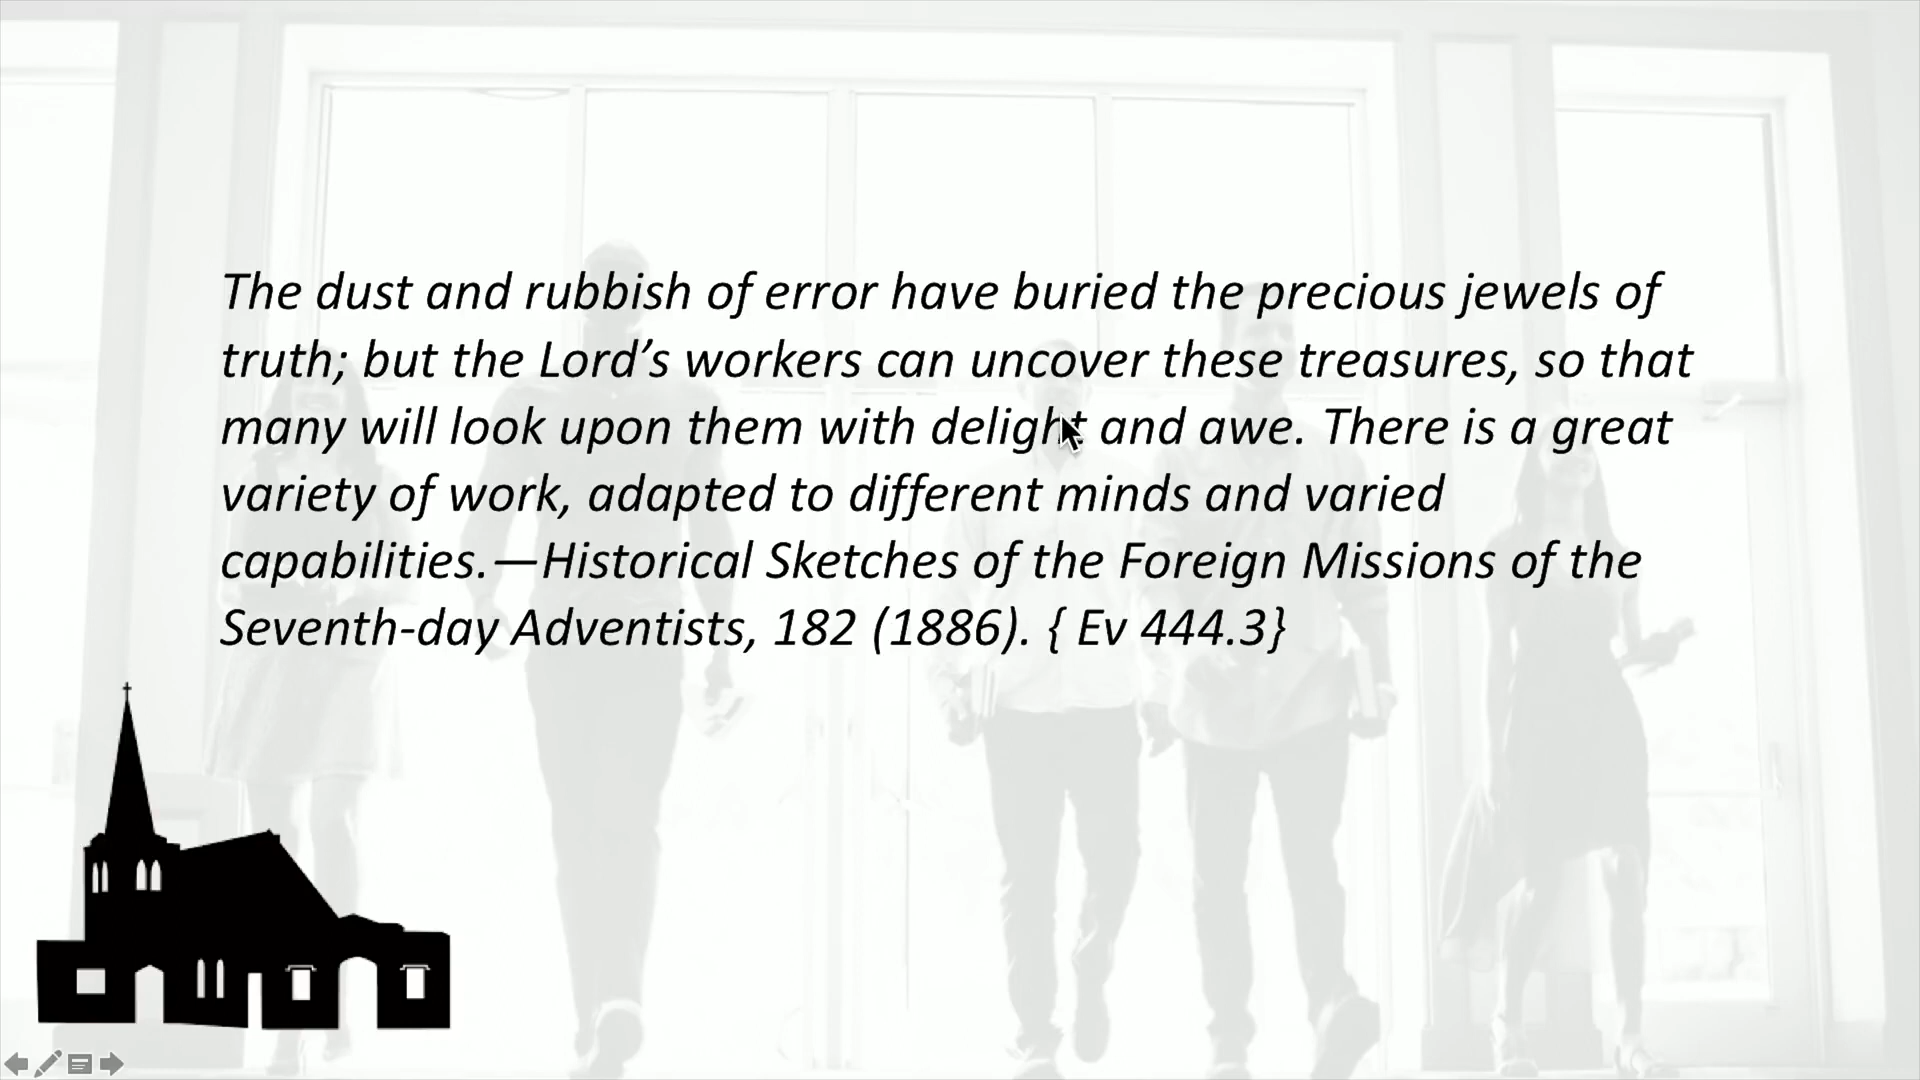 The dust and rubbish of error have buried the precious jewels of
truth; but the Lord’s workers can uncover these treasures, so that
many will look upon them with delight and awe. There is a great
variety of work, adapted to different minds and varied
capabilities.—Historical Sketches of the Foreign Missions of the
Seventh-day Adventists, 182 (1886). { Ev 444.3}